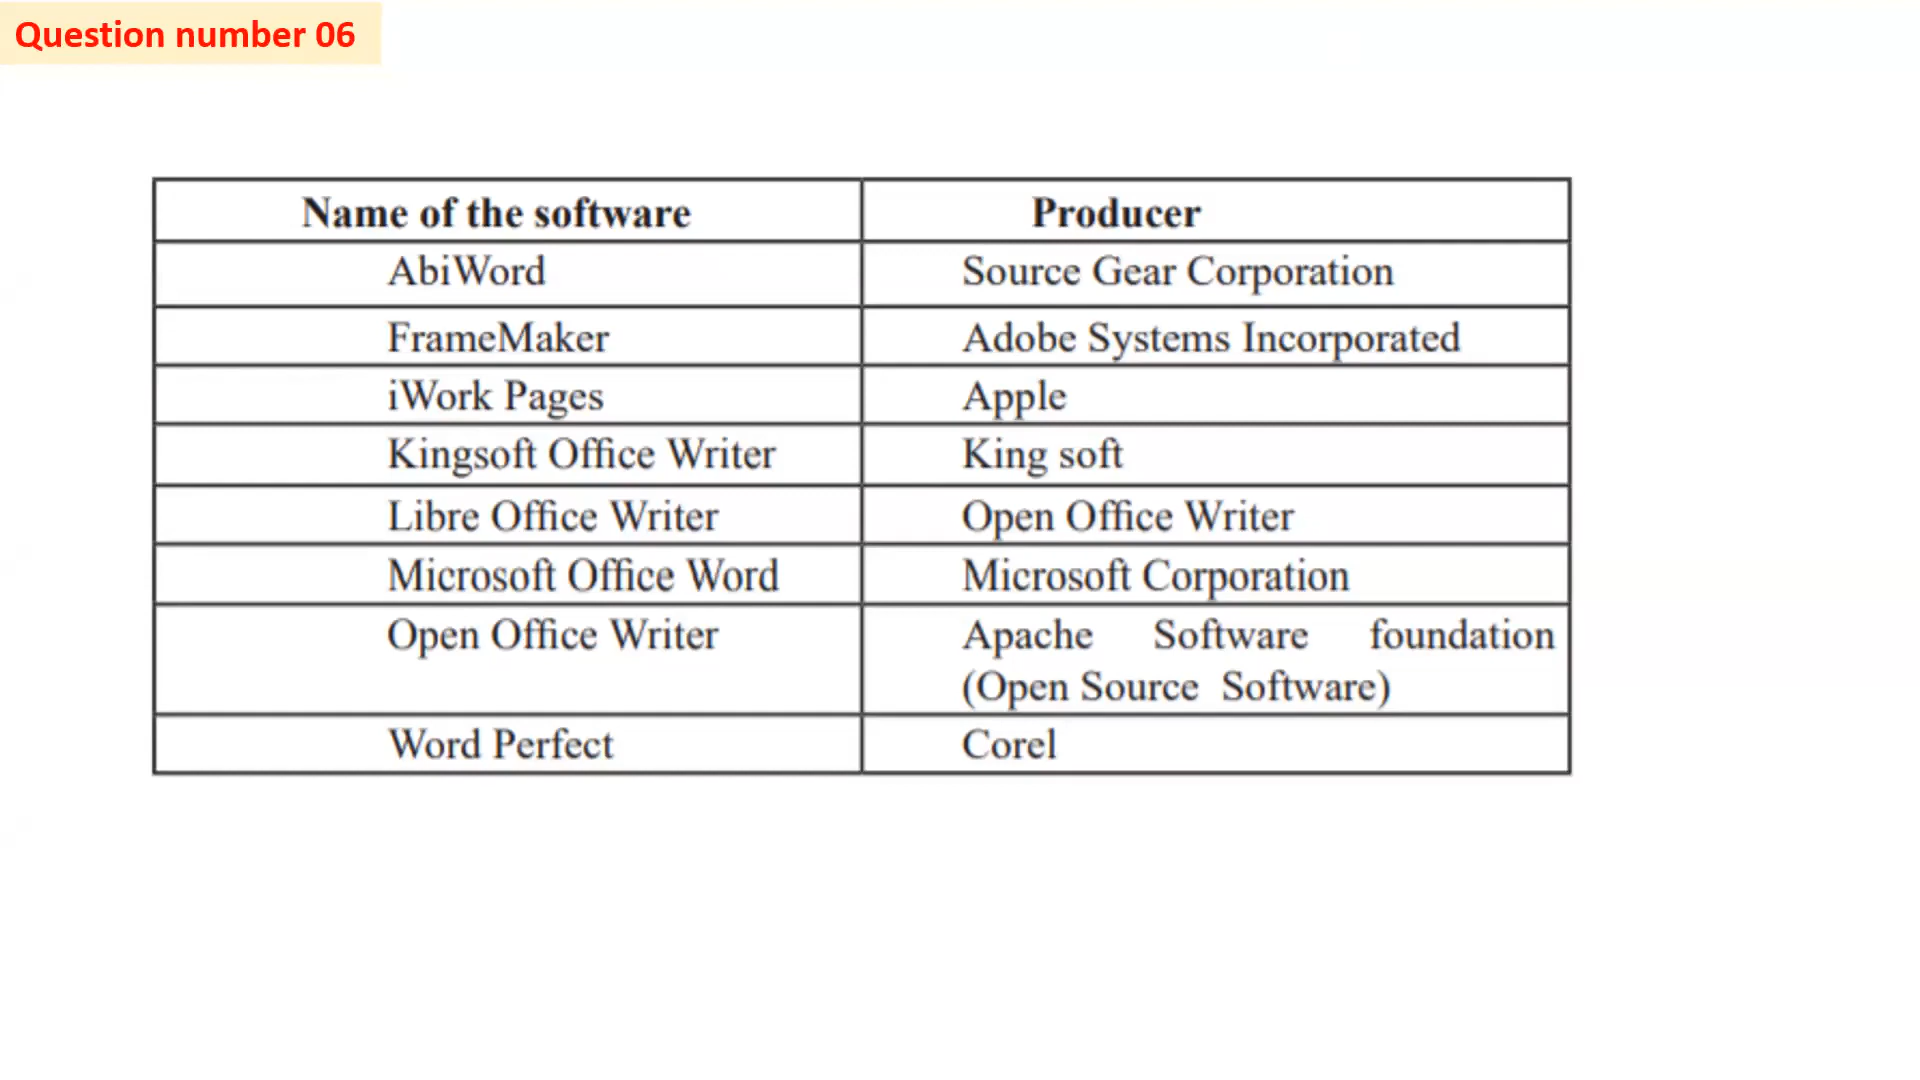 Question number 06
Name of the software Producer
AbiWord Source Gear Corporation
FrameMaker Adobe Systems Incorporated
iWork Pages Apple
Kingsoft Office Writer King soft
Libre Office Writer Open Office Writer
Microsoft Office Word Microsoft Corporation
Open Office Writer Apache Software foundation
(Open Source Software)
Word Perfect Corel